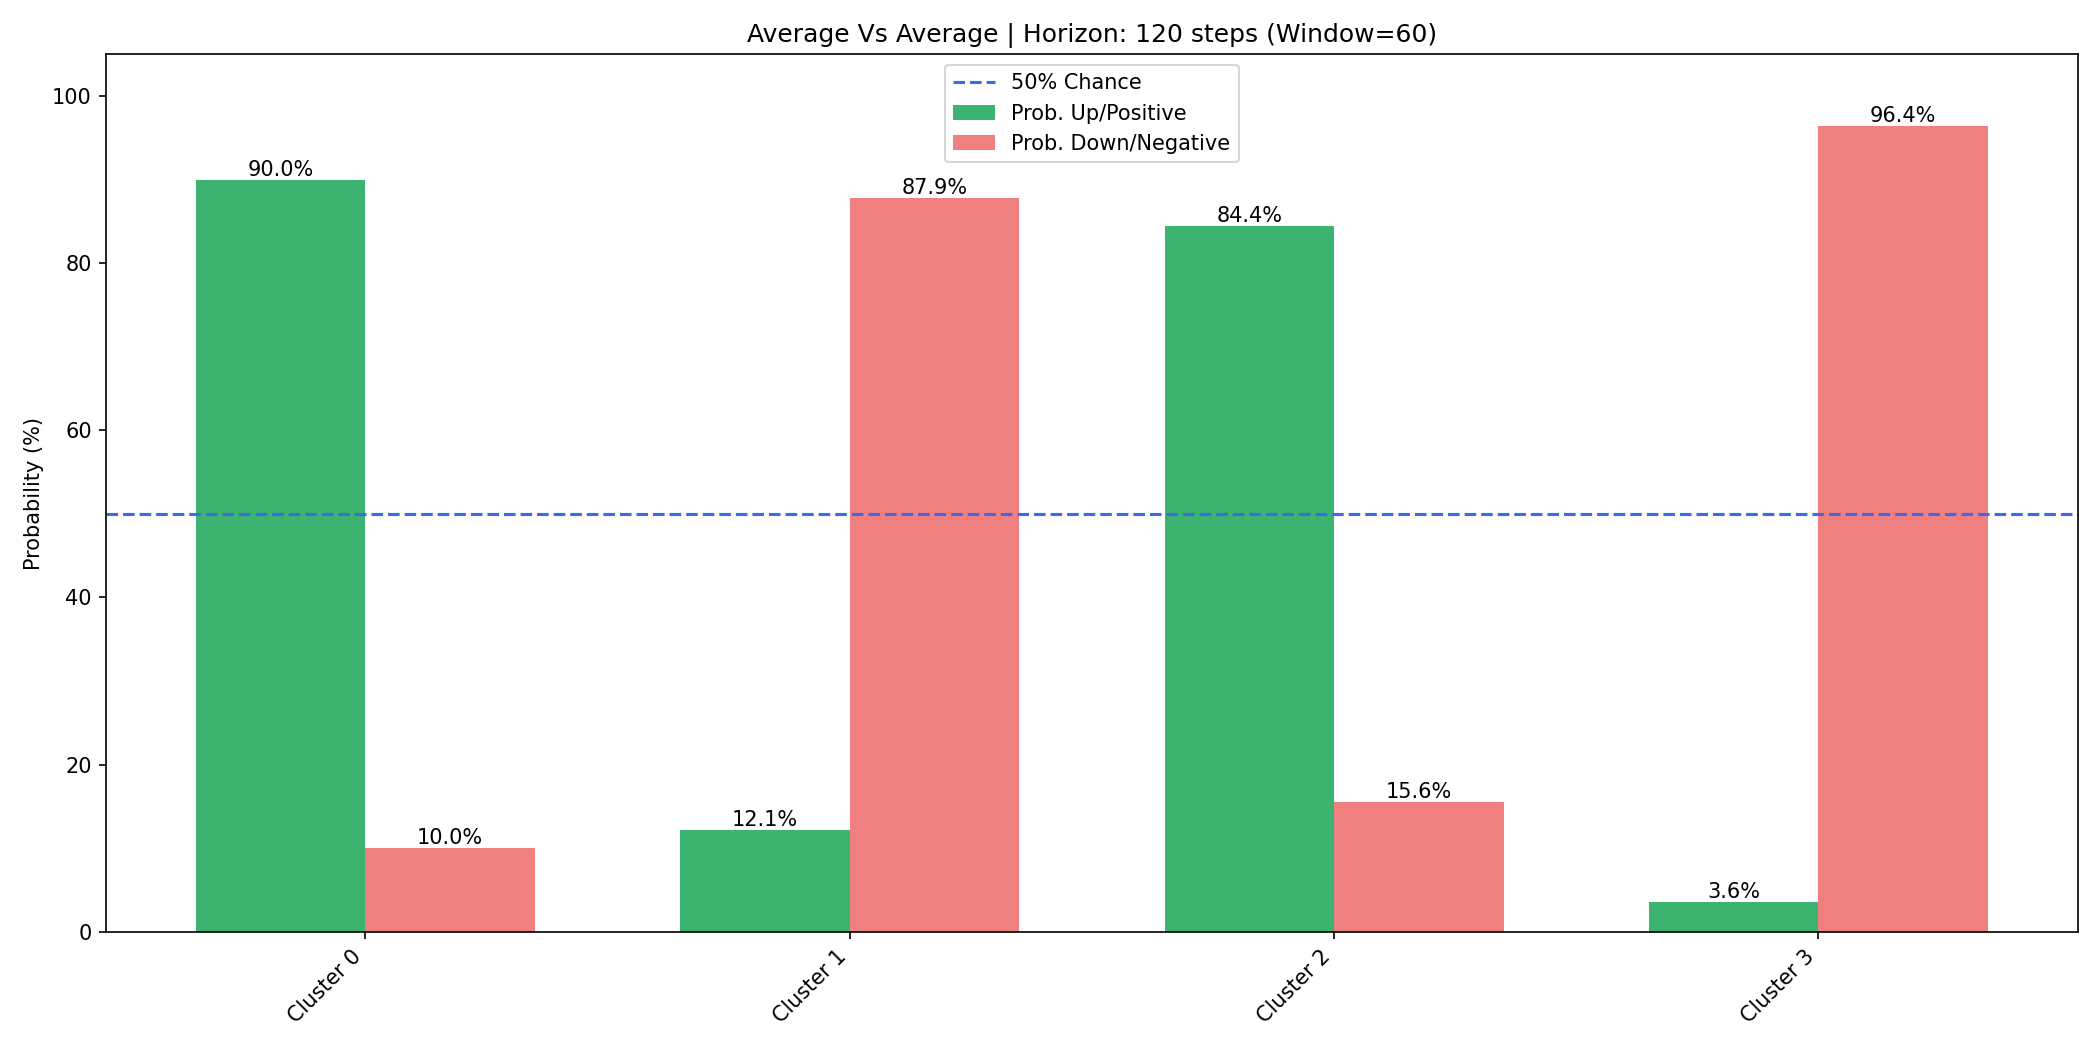 Average Vs Average | Horizon: 120 steps (Window=60)
50% Chance
Prob. Up/Positive
Prob. Down/Negative
Probability (%)
100
80
60
40
20
0
90.0%
10.0%
12.1%
87.9%
84.4%
15.6%
3.6%
96.4%
Cluster 0
Cluster 1
Cluster 2
Cluster 3